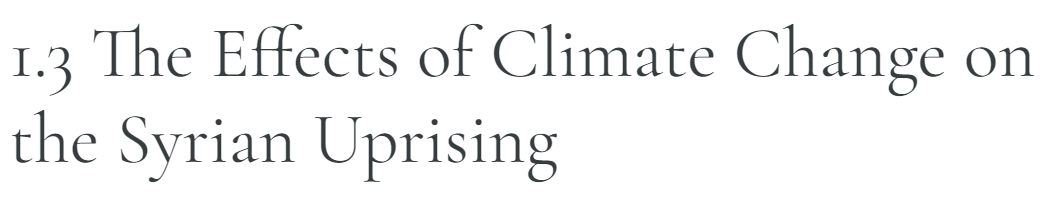 1.3 The Effects of Climate Change on
the Syrian Uprising